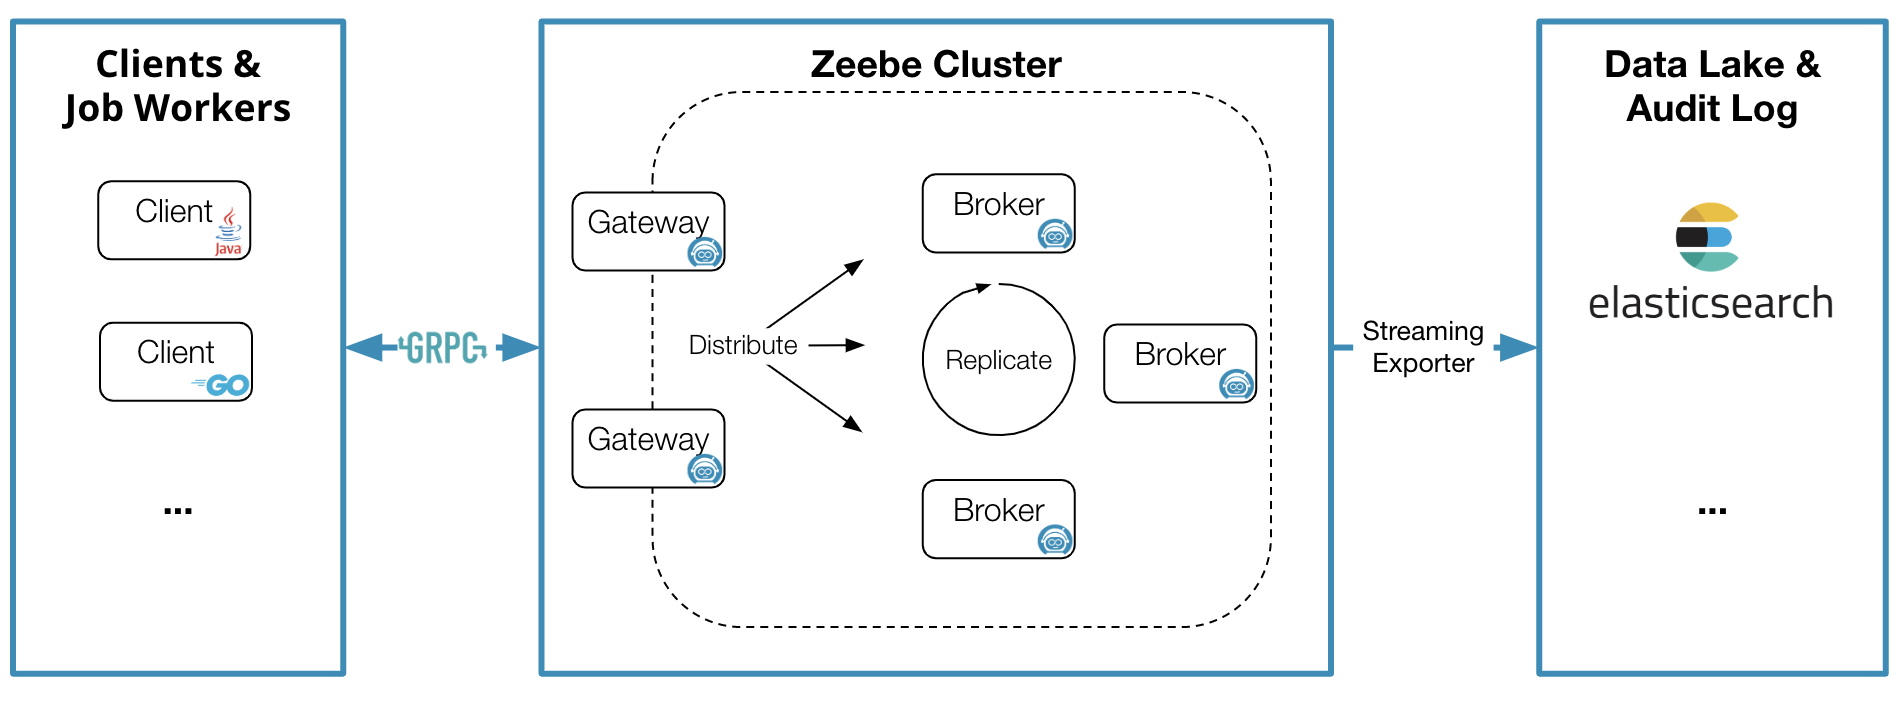 Clients &
Job Workers
Client
Java
Client
GO
...
GRPC
Zeebe Cluster
Gateway
Gateway
Distribute
Broker
Replicate
Broker
Broker
Streaming
Exporter
Data Lake &
Audit Log
elasticsearch
...